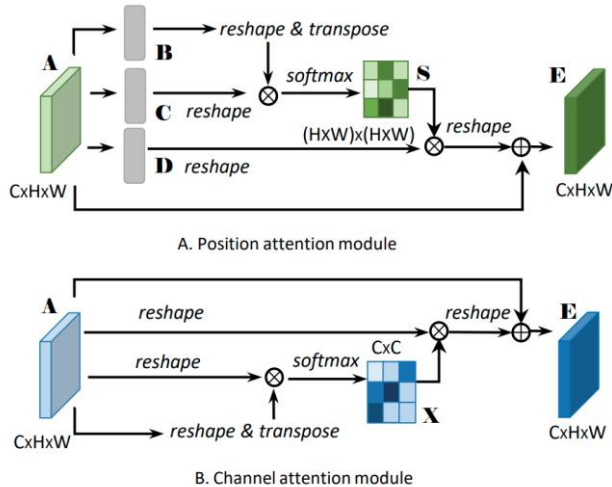 B
reshape & transpose
A
softmax
S
E
C
reshape
(HxW)x(HxW)
reshape
D
reshape
CxHxW
CxHxW
A. Position attention module
A
reshape
reshape
E
reshape
softmax
CxC
X
reshape & transpose
CxHxW
CxHxW
B. Channel attention module